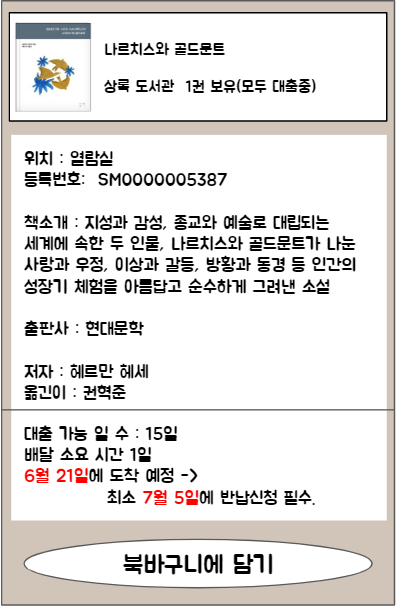 나르치스와 골드문트
상록 도서관 1권 보유(모두 대출중)
위치 : 열람실
등록번호: SM0000005387
책소개 : 지성과 감성, 종교와 예술로 대립되는
세계에 속한 두 인물, 나르치스와 골드문트가 나눈
사랑과 우정, 이상과 갈등, 방황과 동경 등 인간의
성장기 체험을 아름답고 순수하게 그려낸 소설
출판사 : 현대문학
저자 : 헤르만 헤세
옮긴이 : 권혁준
대출 가능 일 수 : 15일
배달 소요 시간 1일
6월 21일에 도착 예정 ->
최소 7월 5일에 반납신청 필수.
북바구니에 담기